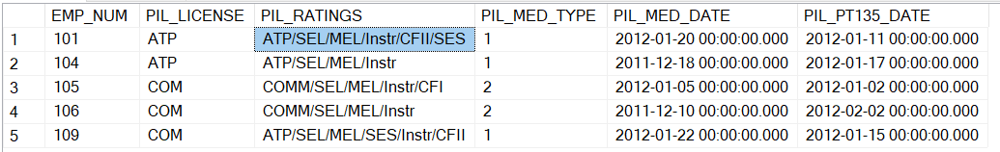 EMP_NUM PIL_LICENSE PIL_RATINGS PIL_MED_TYPE PIL_MED_DATE PIL_PT135_DATE
1 101 ATP ATP/SEL/MEL/Instr/CFII/SES 1 2012-01-20 00:00:00.000 2012-01-11 00:00:00.000
2 104 ATP ATP/SEL/MEL/Instr 1 2011-12-18 00:00:00.000 2012-01-17 00:00:00.000
3 105 COM COMM/SEL/MEL/Instr/CFI 2 2012-01-05 00:00:00.000 2012-01-02 00:00:00.000
4 106 COM COMM/SEL/MEL/Instr 2 2011-12-10 00:00:00.000 2012-02-02 00:00:00.000
5 109 COM ATP/SEL/MEL/SES/Instr/CFII 1 2012-01-22 00:00:00.000 2012-01-15 00:00:00.000